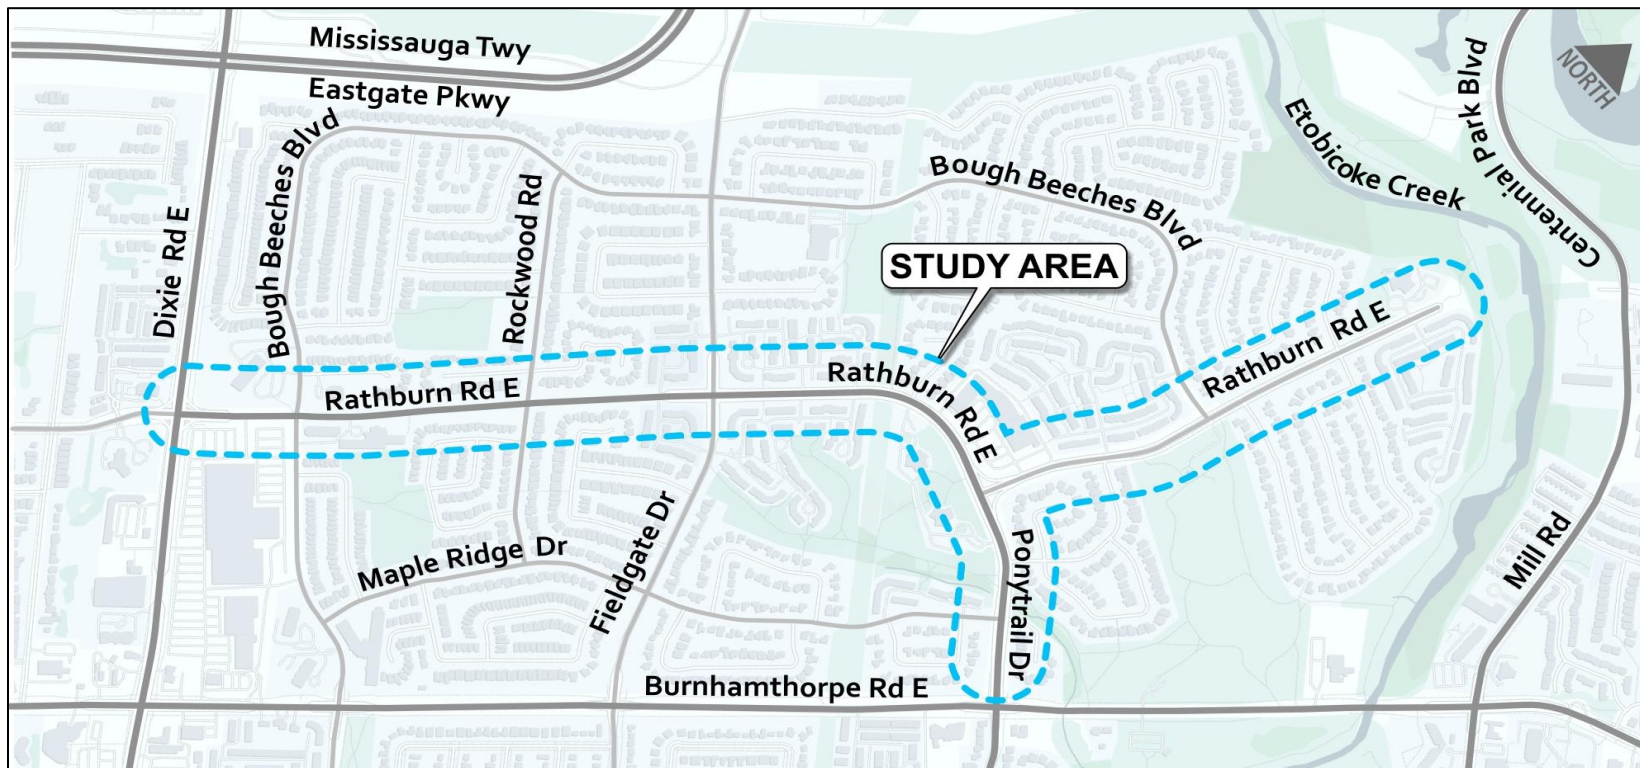 Mississauga Twy
Eastgate Pkwy
Bough Beeches Blvd
Rockwood Rd
Dixie Rd E
Bough Beeches Blvd
Etobicoke Creek
Centennial Park Blvd
NORTH
STUDY AREA
Rathburn Rd E
Rathburn Rd E
Rathburn Rd E
Maple Ridge Dr
Fieldgate Dr
Ponytrail Dr
Mill Rd
Burnhamthorpe Rd E